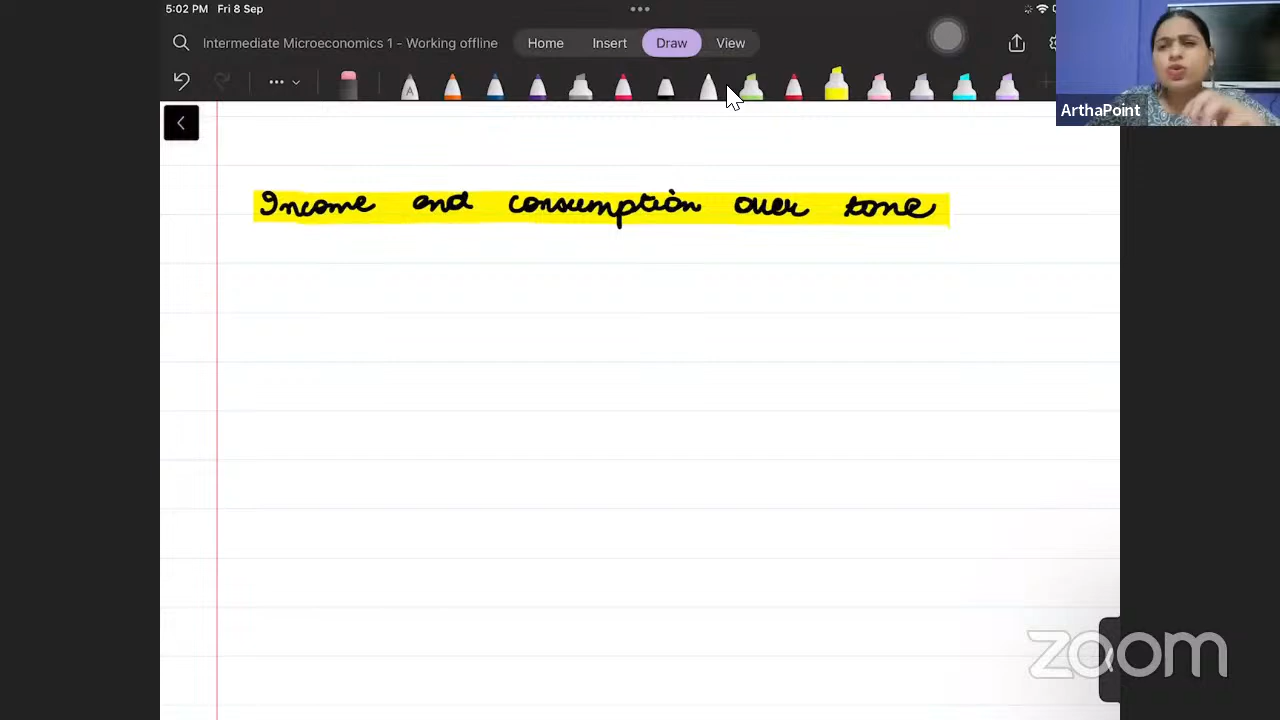 5:02 PM Fri 8 Sep
Intermediate Microeconomics 1 - Working offline
Home Insert Draw View
A
ArthaPoint
Income and consumption over tone
zoom